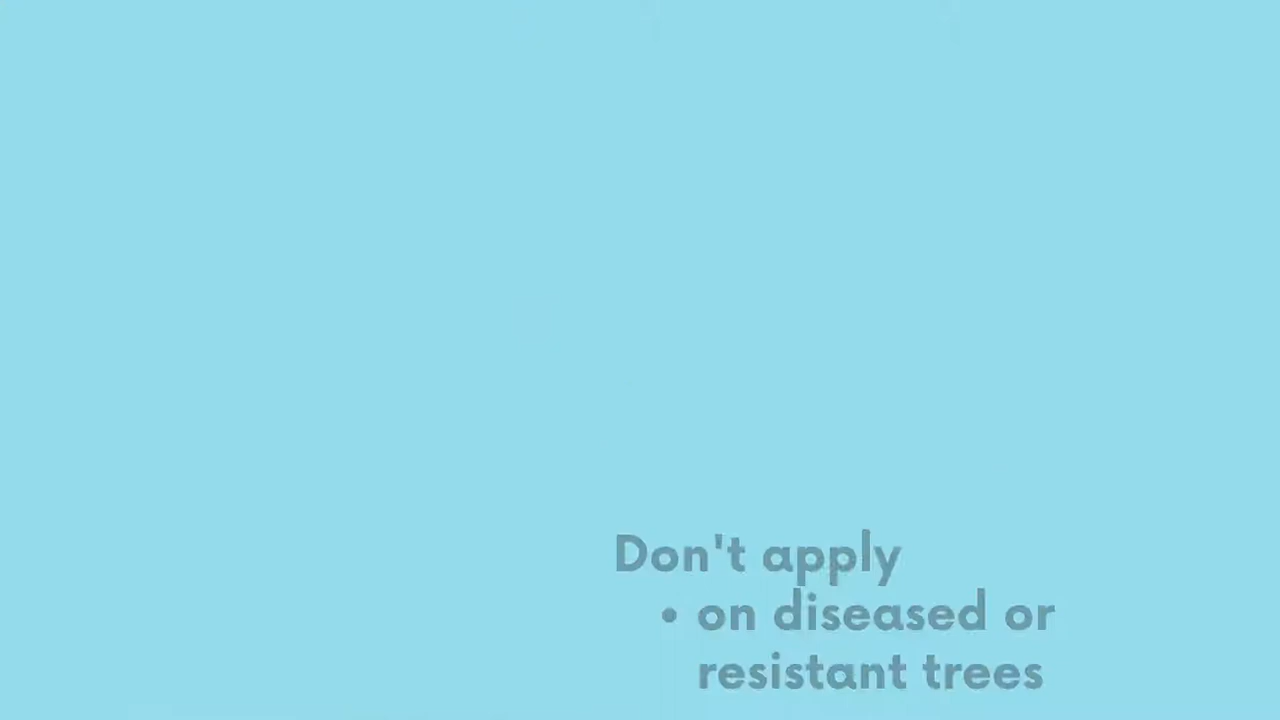 Don't apply
• on diseased or
resistant trees